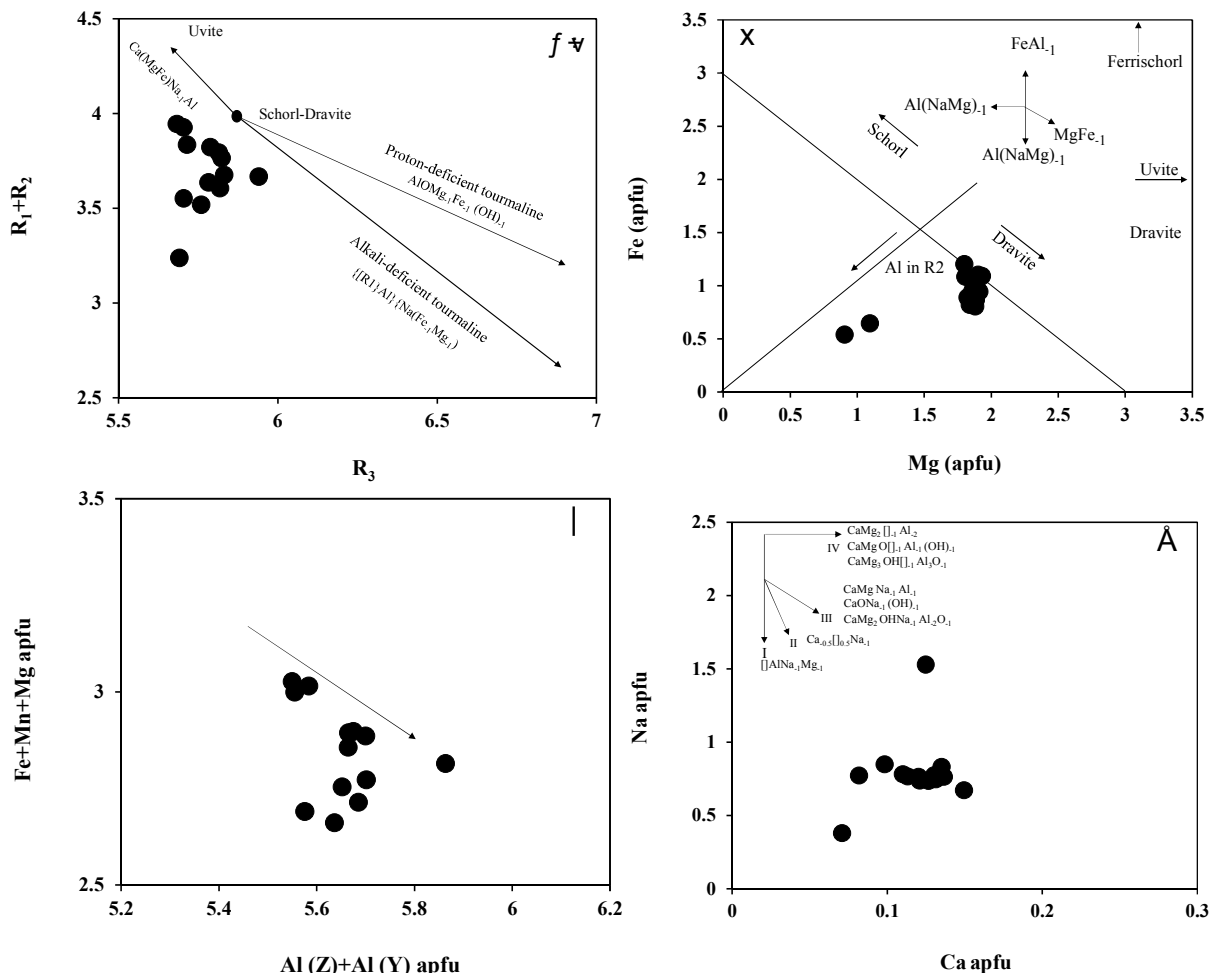 4.5
4
3.5
3
2.5
5.5
6
6.5
7
R₁+R₂
R₃
Uvite
Ca(MgFe)Na₋₁Al
Schorl-Dravite
Proton-deficient tourmaline
AlOMg₋₁Fe₋₁ (OH)₋₁
Alkali-deficient tourmaline
{[R1}Al}{Na(Fe₋₁Mg₋₁)
x
3.5
3
2.5
2
1.5
1
0.5
0
0
0.5
1
1.5
2
2.5
3
3.5
Fe (apfu)
Mg (apfu)
FeAl₋₁
Ferrischorl
Al(NaMg)₋₁
MgFe₋₁
Al(NaMg)₋₁
Schorl
Uvite
Dravite
Dravite
Al in R2
3.5
3
2.5
5.2
5.4
5.6
5.8
6
6.2
Fe+Mn+Mg apfu
Al (Z)+Al (Y) apfu
|
2.5
2
1.5
1
0.5
0
0
0.1
0.2
0.3
Na apfu
Ca apfu
Å
CaMg₂ []₋₁ Al₋₂
IV CaMg O[]₋₁ Al₋₁ (OH)₋₁
CaMg₃ OH[]₋₁ Al₃O₋₁
CaMg Na₋₁ Al₋₁
CaONa₋₁ (OH)₋₁
III CaMg₂ OHNa₋₁ Al₋₂O₋₁
II Ca₋₀.₅[]₀.₅Na₋₁
I
[]AlNa₋₁Mg₋₁